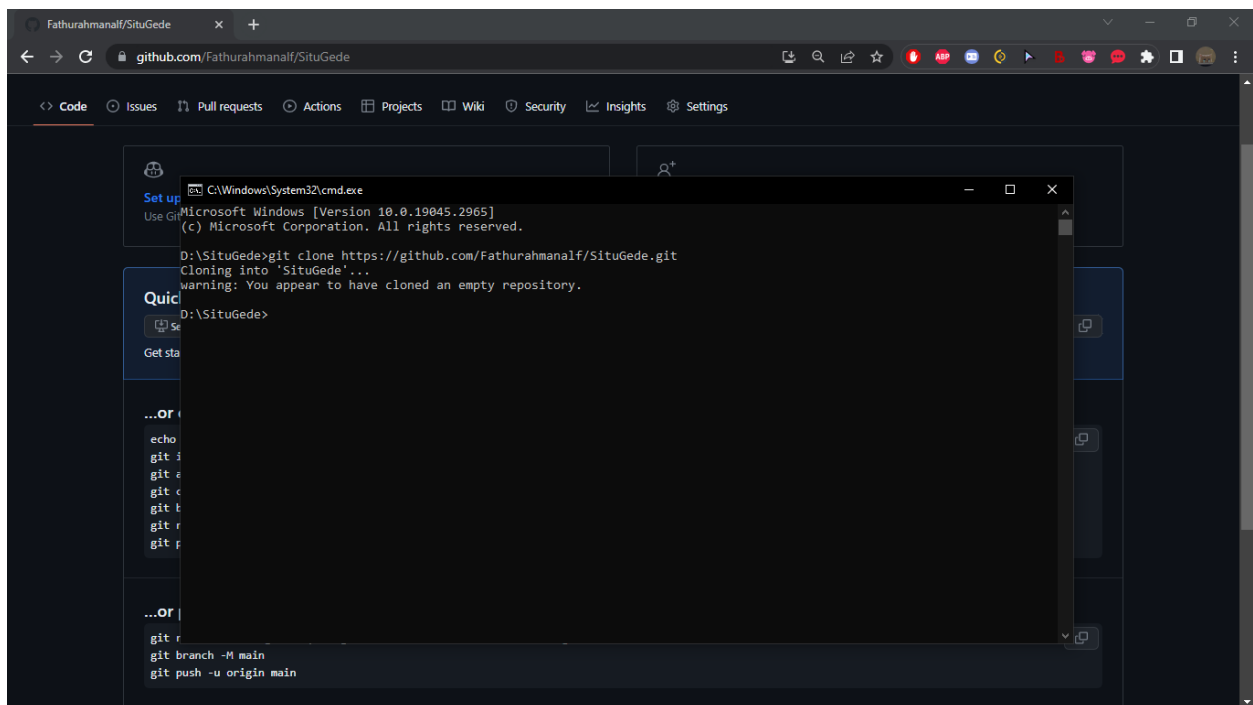 Fathurahmanalf/SituGede
github.com/Fathurahmanalf/SituGede
ABP
<> Code Issues Pull requests Actions Projects Wiki Security Insights Settings
Set up
Use Git
C:\Windows\System32\cmd.exe
Microsoft Windows [Version 10.0.19045.2965]
(c) Microsoft Corporation. All rights reserved.
D:\SituGede>git clone https://github.com/Fathurahmanalf/SituGede.git
Cloning into 'SituGede'...
warning: You appear to have cloned an empty repository.
D:\SituGede>
Quic
Se
Get sta
...or
echo
git i
git a
git c
git b
git r
git p
...or p
git r
git branch -M main
git push -u origin main